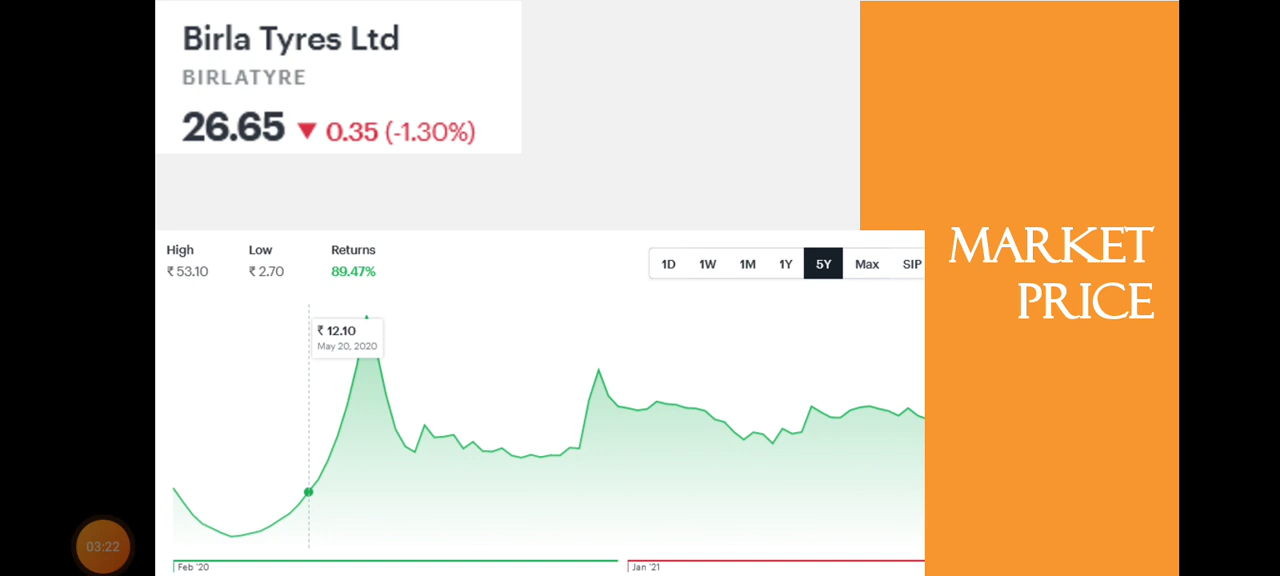 Birla Tyres Ltd
BIRLATYRE
26.65 ▼ 0.35 (-1.30%)
High Low Returns
₹ 53.10 ₹ 2.70 89.47%
1D 1W 1M 1Y 5Y Max SIP
MARKET
PRICE
₹ 12.10
May 20, 2020
Feb '20 Jan '21
03:22